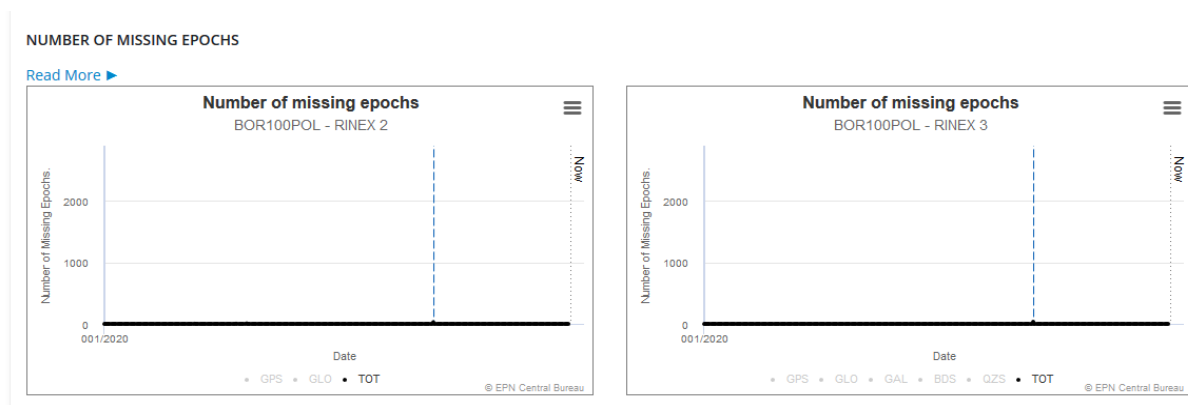 NUMBER OF MISSING EPOCHS
Read More ▶
Number of missing epochs
BOR100POL - RINEX 2
Number of Missing Epochs.
2000
1000
0
001/2020
Now
Date
GPS GLO TOT
© EPN Central Bureau
Number of missing epochs
BOR100POL - RINEX 3
Number of Missing Epochs.
2000
1000
0
001/2020
Now
Date
GPS GLO GAL BDS QZS TOT
© EPN Central Bureau